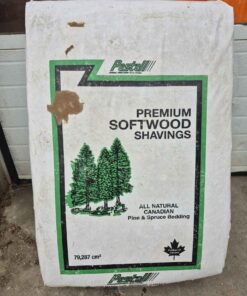 Pestell
PREMIUM
SOFTWOOD
SHAVINGS
ALL NATURAL
CANADIAN
Pine & Spruce Bedding
79,287 cm³
Pestell